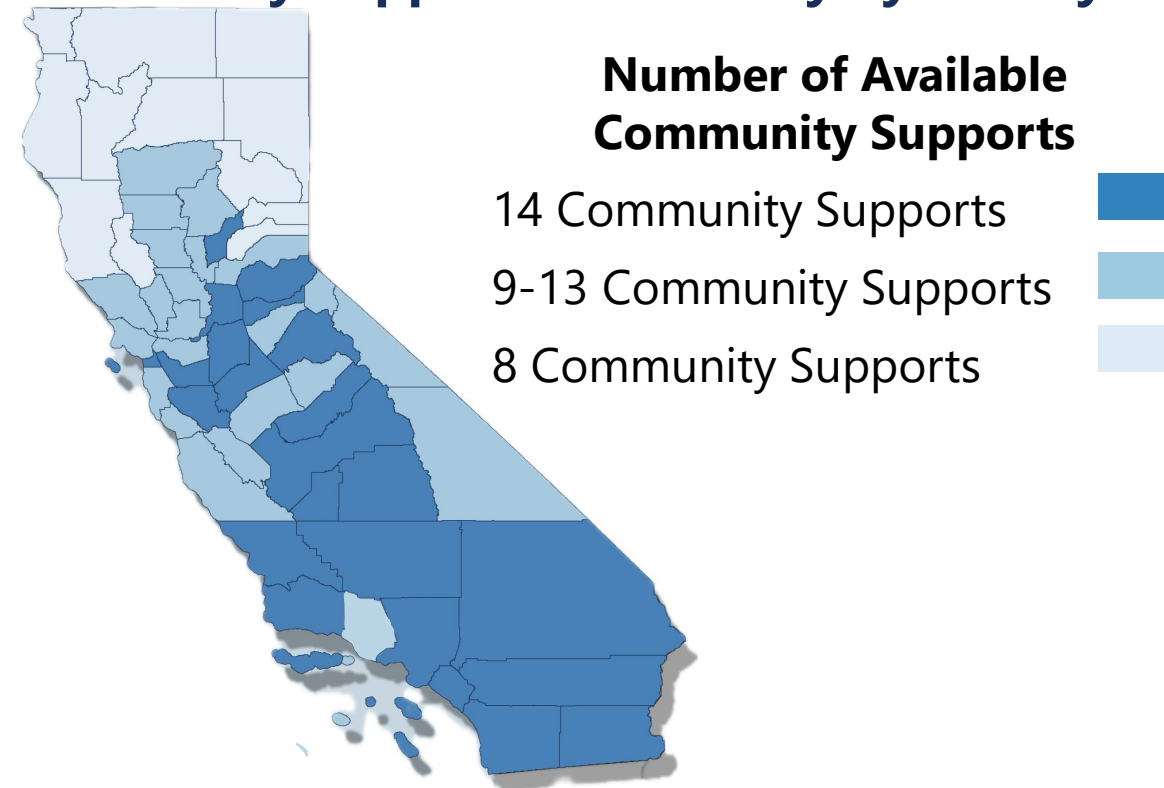 Number of Available
Community Supports
14 Community Supports
9-13 Community Supports
8 Community Supports